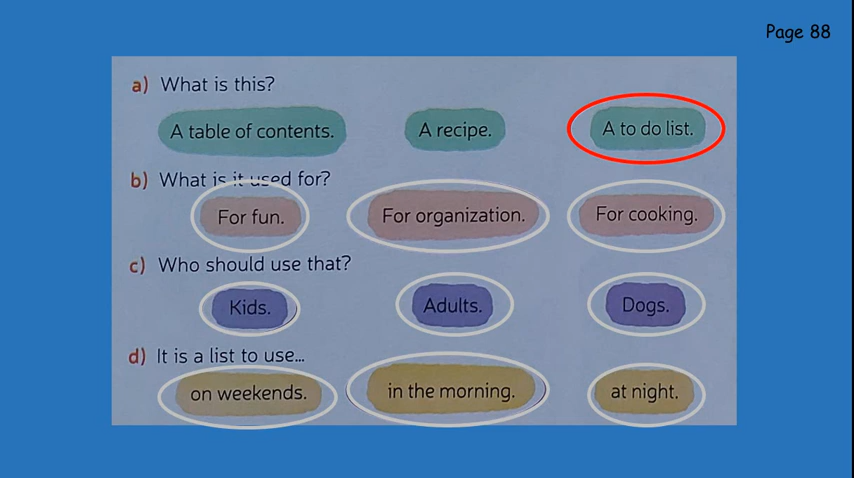 Page 88
a) What is this?
A table of contents. A recipe. A to do list.
b) What is it used for?
For fun. For organization. For cooking.
c) Who should use that?
Kids. Adults. Dogs.
d) It is a list to use...
on weekends. in the morning. at night.